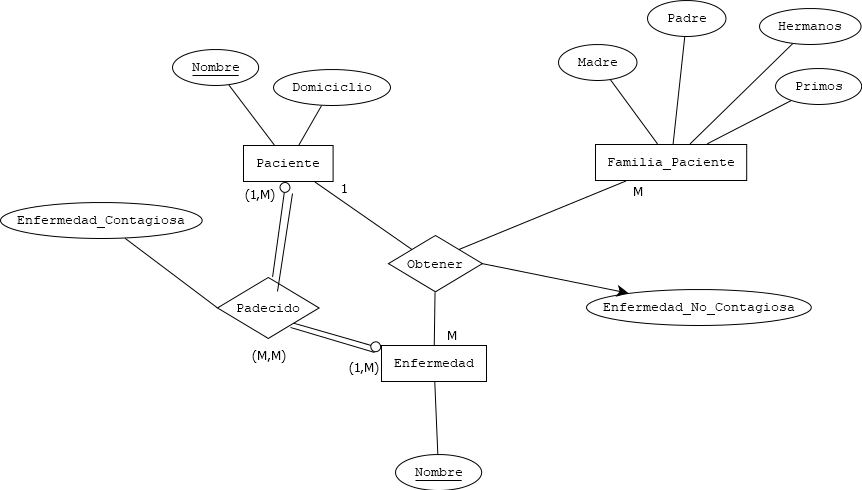 Padre
Hermanos
Madre
Nombre
Domiciclio
Primos
Paciente
Familia_Paciente
(1,M)
1
M
Enfermedad_Contagiosa
Obtener
Padecido
Enfermedad_No_Contagiosa
M
(M,M)
(1,M)
Enfermedad
Nombre